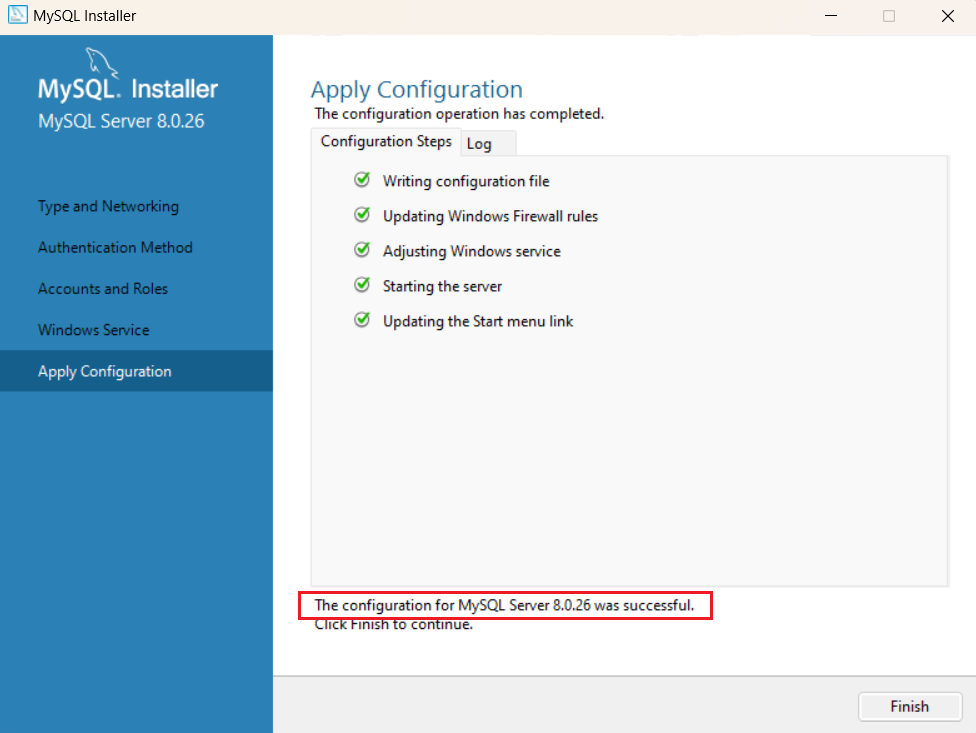 MySQL Installer
MySQL. Installer
MySQL Server 8.0.26
Type and Networking
Authentication Method
Accounts and Roles
Windows Service
Apply Configuration
Apply Configuration
The configuration operation has completed.
Configuration Steps
Log
Writing configuration file
Updating Windows Firewall rules
Adjusting Windows service
Starting the server
Updating the Start menu link
The configuration for MySQL Server 8.0.26 was successful.
Click Finish to continue.
Finish